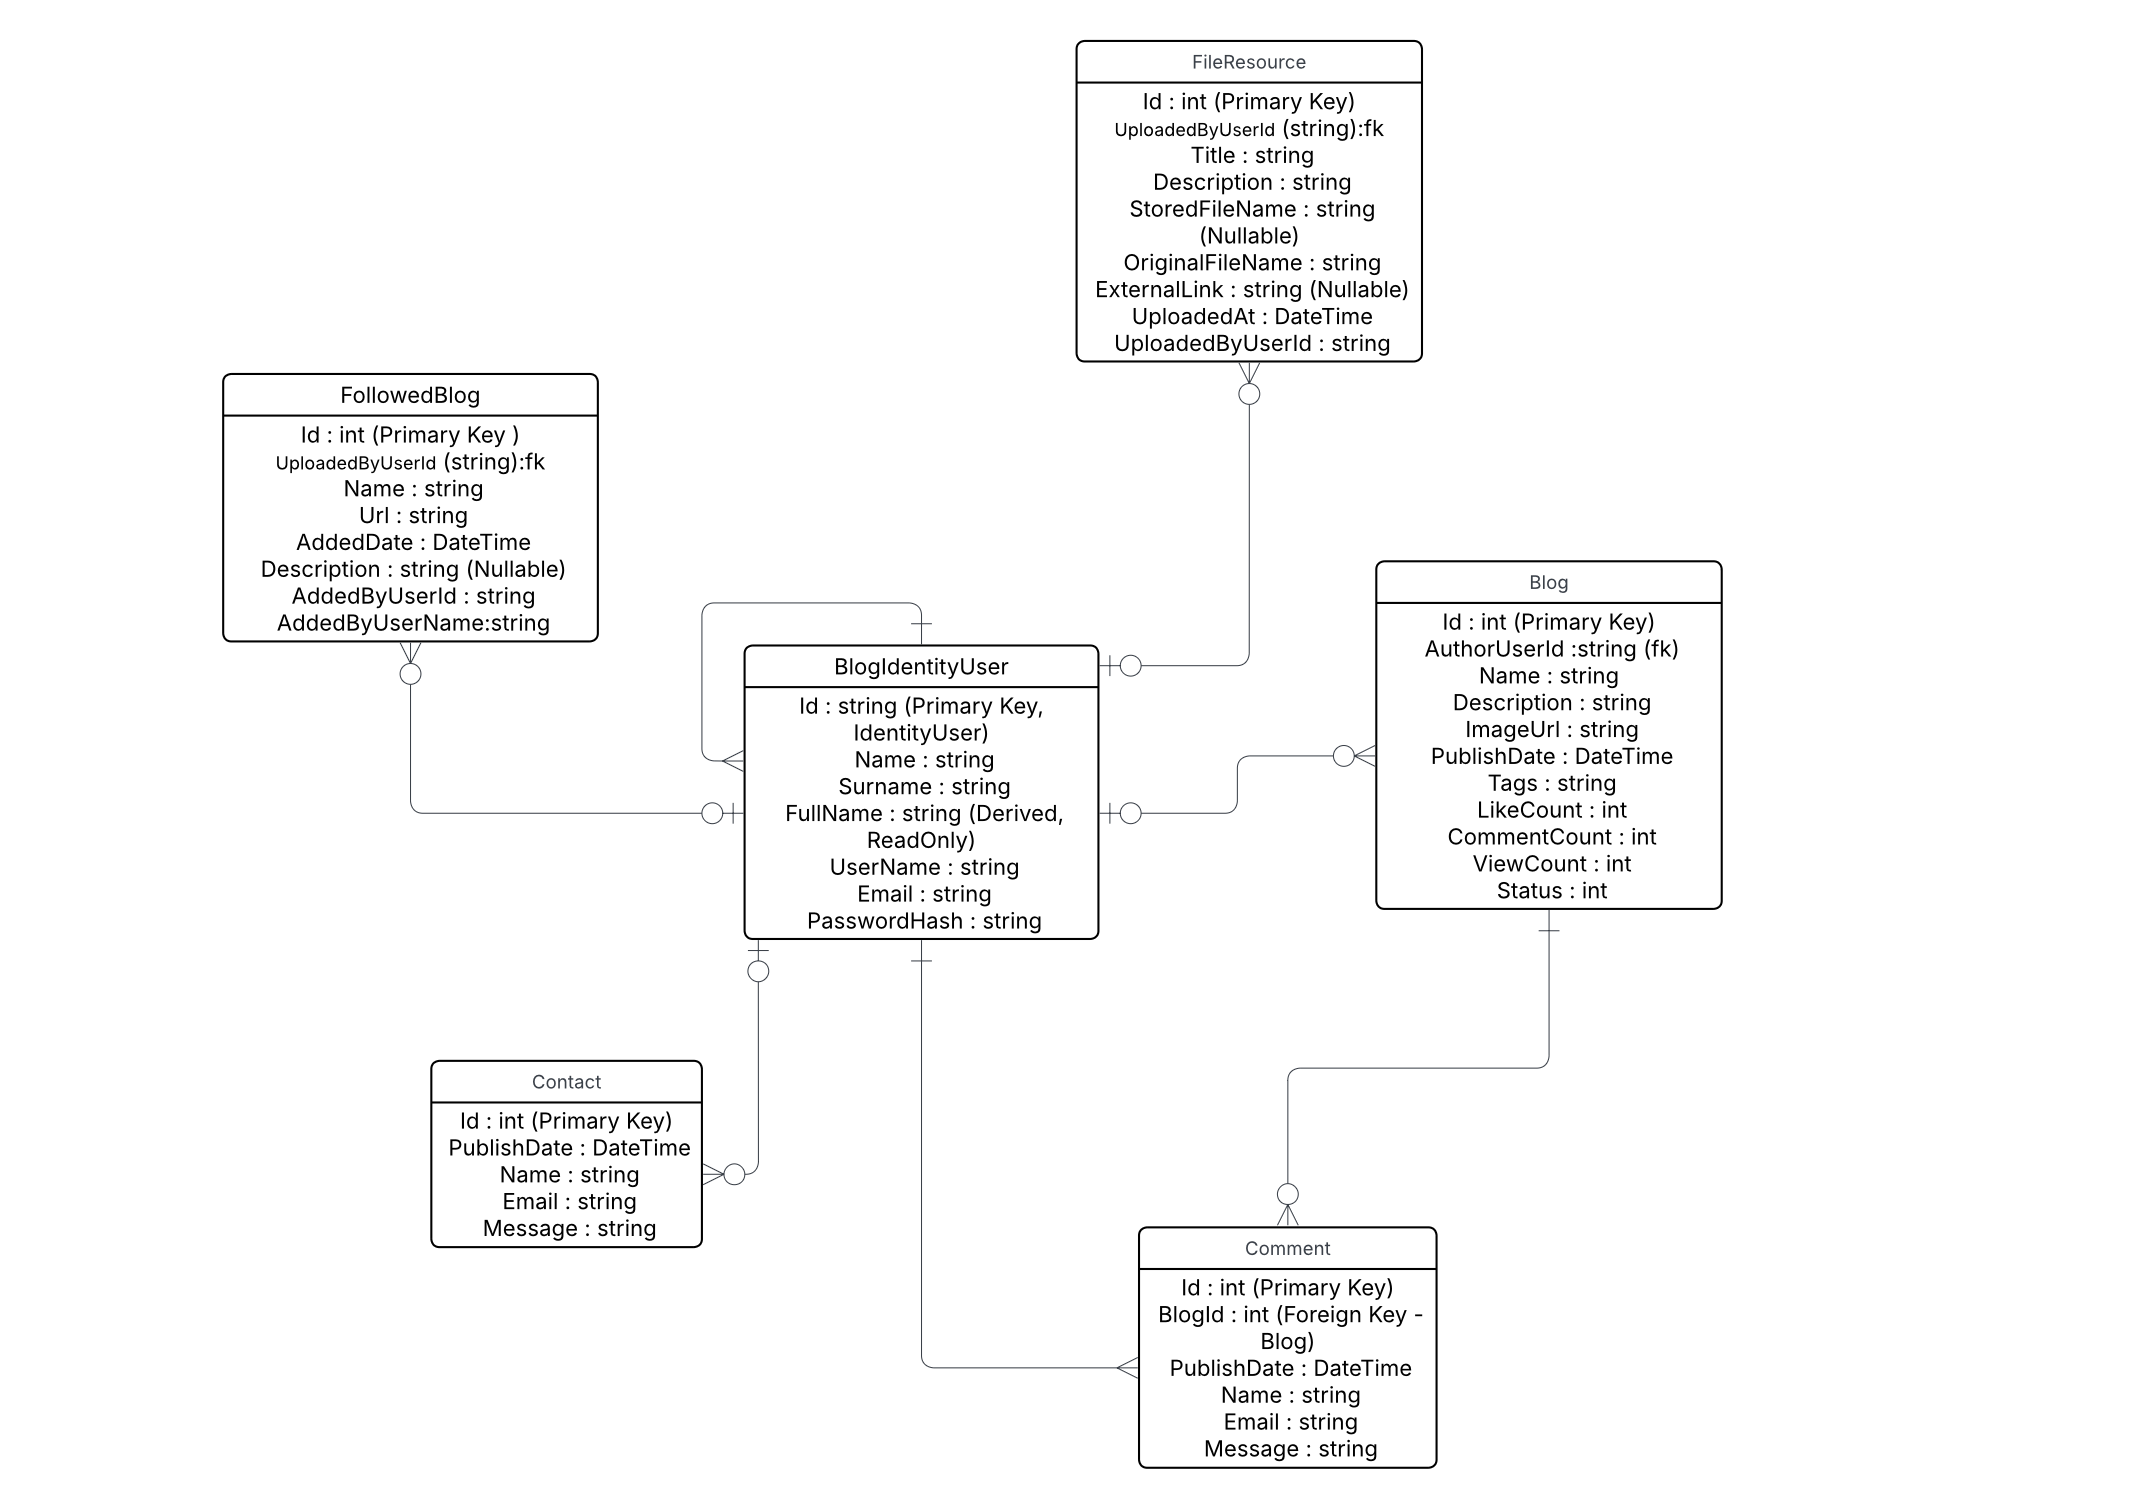 FileResource
Id : int (Primary Key)
UploadedByUserId (string):fk
Title : string
Description : string
StoredFileName : string
(Nullable)
OriginalFileName : string
ExternalLink : string (Nullable)
UploadedAt : DateTime
UploadedByUserId : string
FollowedBlog
Id : int (Primary Key )
UploadedByUserId (string):fk
Name : string
Url : string
AddedDate : DateTime
Description : string (Nullable)
AddedByUserId : string
AddedByUserName:string
BlogIdentityUser
Id : string (Primary Key,
IdentityUser)
Name : string
Surname : string
FullName : string (Derived,
ReadOnly)
UserName : string
Email : string
PasswordHash : string
Blog
Id : int (Primary Key)
AuthorUserId :string (fk)
Name : string
Description : string
ImageUrl : string
PublishDate : DateTime
Tags : string
LikeCount : int
CommentCount : int
ViewCount : int
Status : int
Contact
Id : int (Primary Key)
PublishDate : DateTime
Name : string
Email : string
Message : string
Comment
Id : int (Primary Key)
BlogId : int (Foreign Key -
Blog)
PublishDate : DateTime
Name : string
Email : string
Message : string